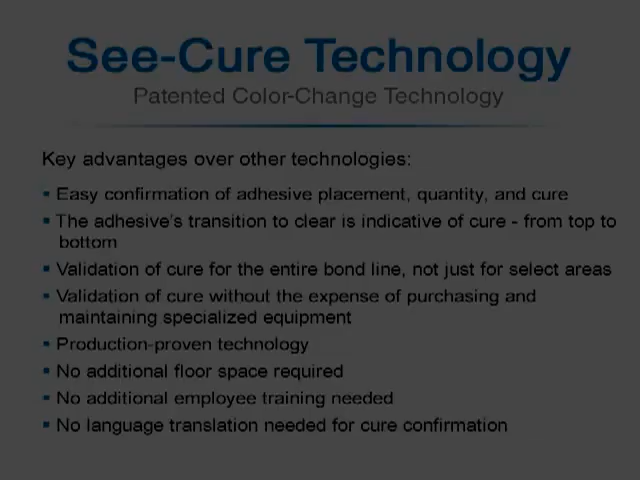 See-Cure Technology
Patented Color-Change Technology
Key advantages over other technologies:
▪ Easy confirmation of adhesive placement, quantity, and cure
▪ The adhesive's transition to clear is indicative of cure - from top to
bottom
▪ Validation of cure for the entire bond line, not just for select areas
▪ Validation of cure without the expense of purchasing and
maintaining specialized equipment
▪ Production-proven technology
▪ No additional floor space required
▪ No additional employee training needed
▪ No language translation needed for cure confirmation